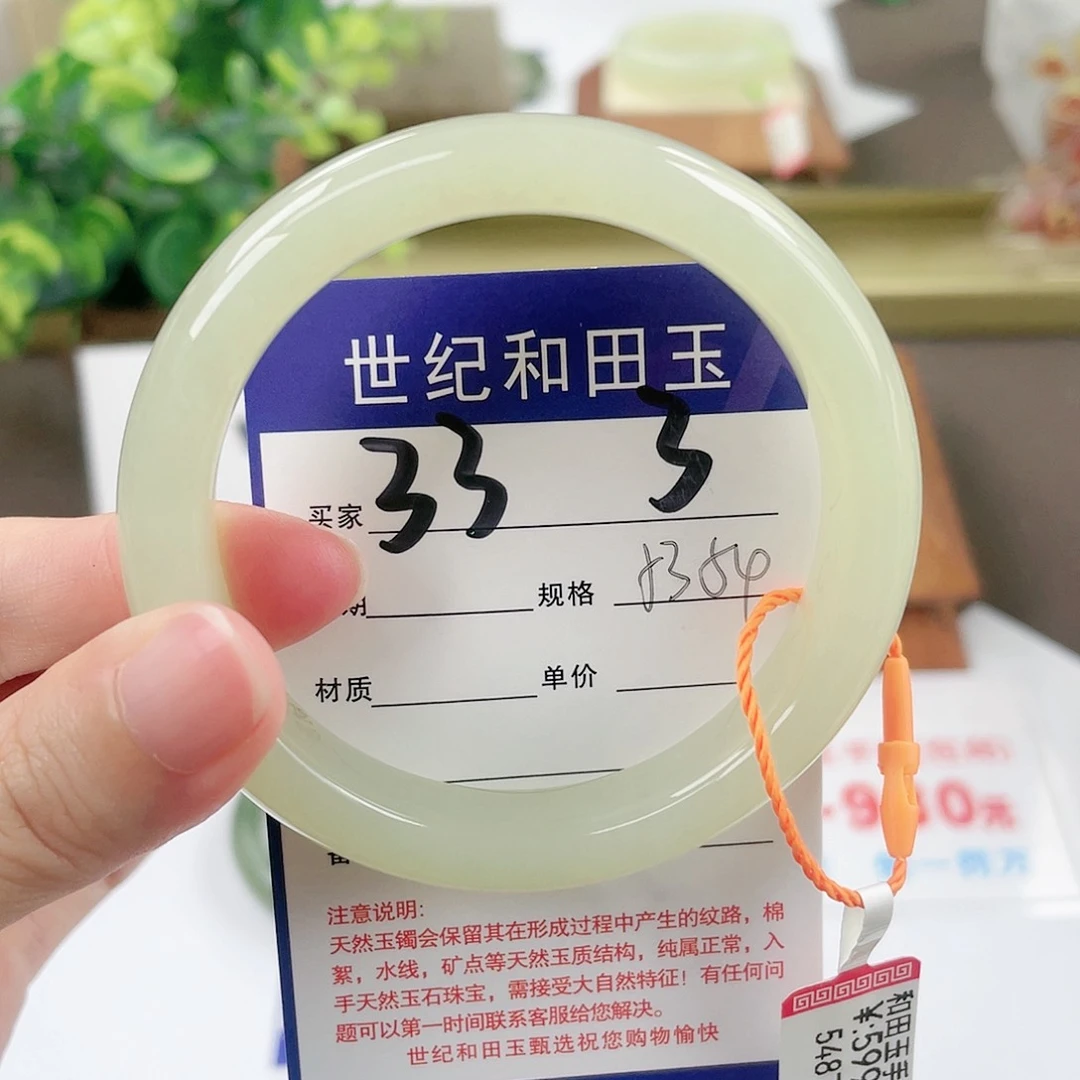 世纪和田玉
买家 33 3
期 规格 5354
材质 单价
备
注意说明:
天然玉镯会保留其在形成过程中产生的纹路，棉
絮，水线，矿点等天然玉质结构，纯属正常，入
手天然玉石珠宝，需接受大自然特征！有任何问
题可以第一时间联系客服给您解决。
世纪和田玉甄选祝您购物愉快
和田玉手
¥:599
548